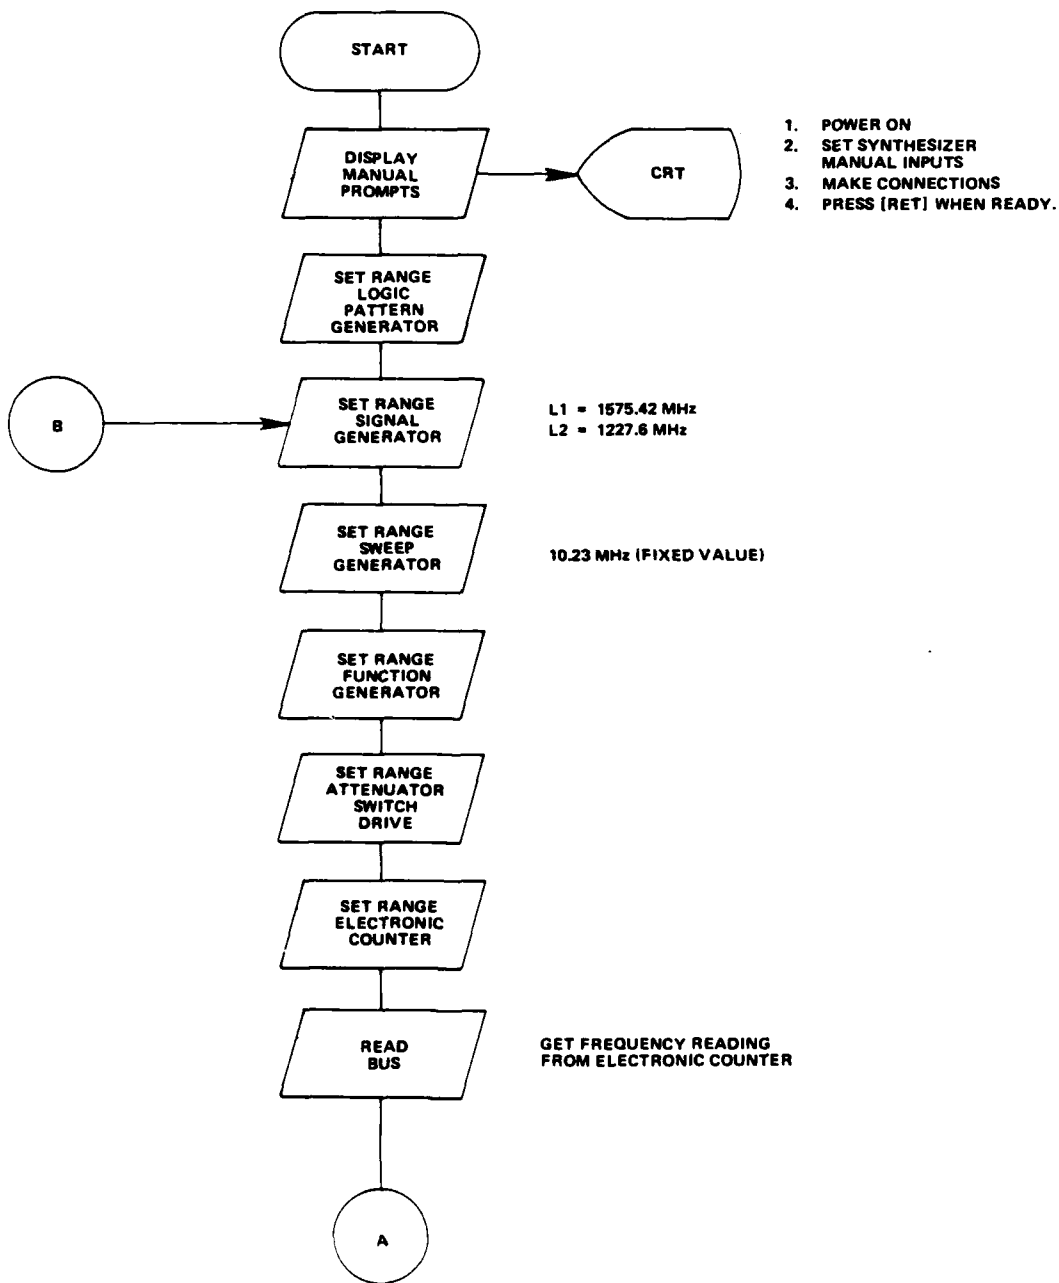 START
DISPLAY
MANUAL
PROMPTS
CRT
1. POWER ON
2. SET SYNTHESIZER
MANUAL INPUTS
3. MAKE CONNECTIONS
4. PRESS [RET] WHEN READY.
SET RANGE
LOGIC
PATTERN
GENERATOR
B
SET RANGE
SIGNAL
GENERATOR
L1 = 1575.42 MHz
L2 = 1227.6 MHz
SET RANGE
SWEEP
GENERATOR
10.23 MHz (FIXED VALUE)
SET RANGE
FUNCTION
GENERATOR
SET RANGE
ATTENUATOR
SWITCH
DRIVE
SET RANGE
ELECTRONIC
COUNTER
READ
BUS
GET FREQUENCY READING
FROM ELECTRONIC COUNTER
A